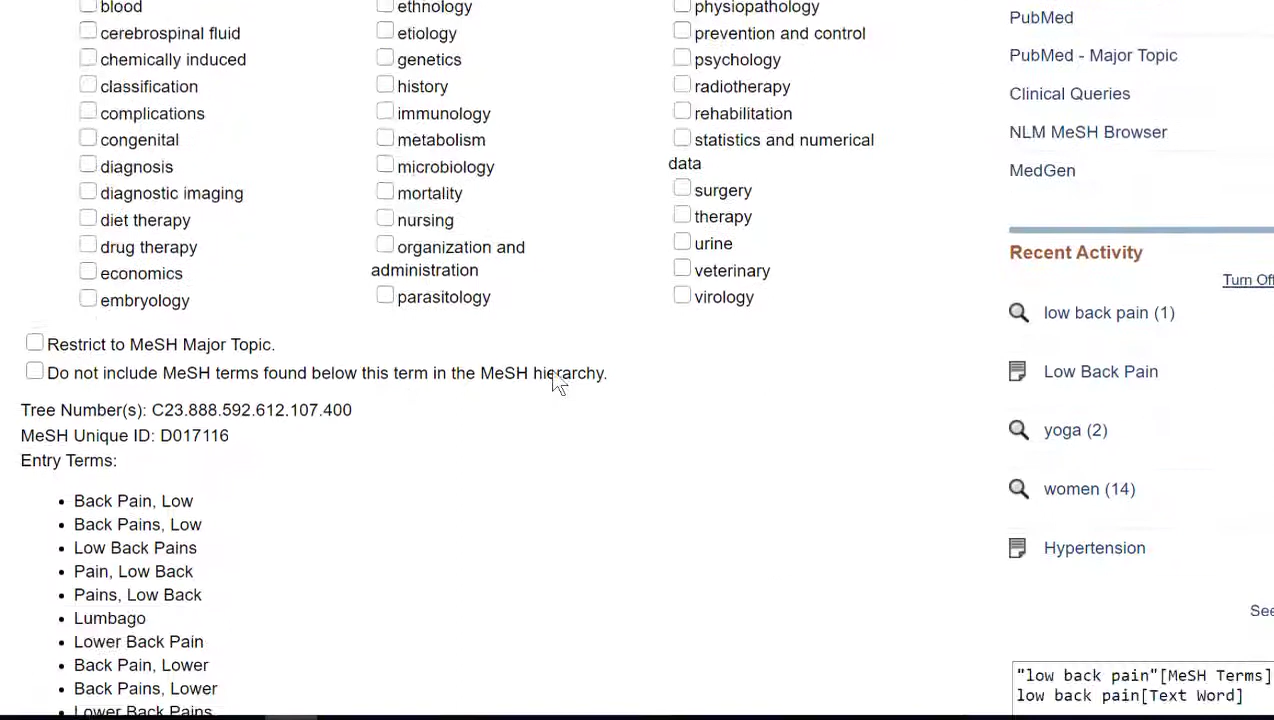 blood
cerebrospinal fluid
chemically induced
classification
complications
congenital
diagnosis
diagnostic imaging
diet therapy
drug therapy
economics
embryology
ethnology
etiology
genetics
history
immunology
metabolism
microbiology
mortality
nursing
organization and
administration
parasitology
physiopathology
prevention and control
psychology
radiotherapy
rehabilitation
statistics and numerical
data
surgery
therapy
urine
veterinary
virology
Restrict to MeSH Major Topic.
Do not include MeSH terms found below this term in the MeSH hierarchy.
Tree Number(s): C23.888.592.612.107.400
MeSH Unique ID: D017116
Entry Terms:
Back Pain, Low
Back Pains, Low
Low Back Pains
Pain, Low Back
Pains, Low Back
Lumbago
Lower Back Pain
Back Pain, Lower
Back Pains, Lower
Lower Back Pains
PubMed
PubMed - Major Topic
Clinical Queries
NLM MeSH Browser
MedGen
Recent Activity
Turn Off
low back pain (1)
Low Back Pain
yoga (2)
women (14)
Hypertension
See
"low back pain"[MeSH Terms]
low back pain[Text Word]